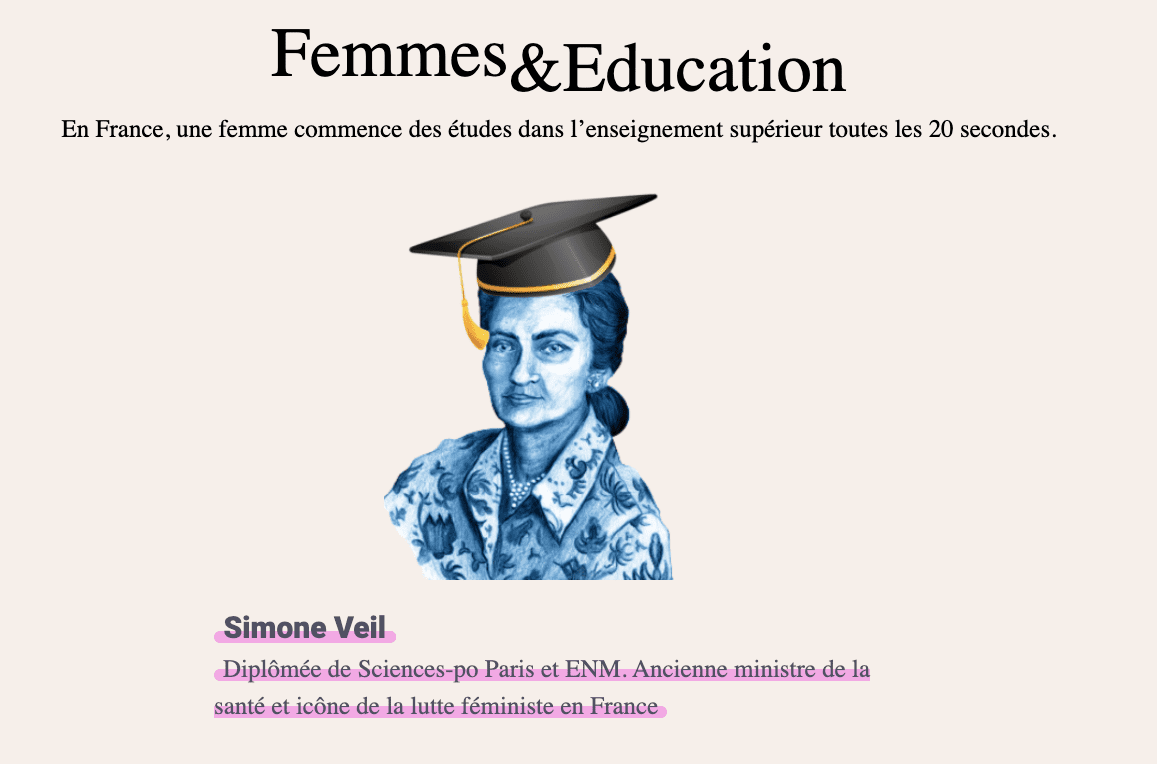 Femmes&Education
En France, une femme commence des études dans l’enseignement supérieur toutes les 20 secondes.
Simone Veil
Diplômée de Sciences-po Paris et ENM. Ancienne ministre de la
santé et icône de la lutte féministe en France